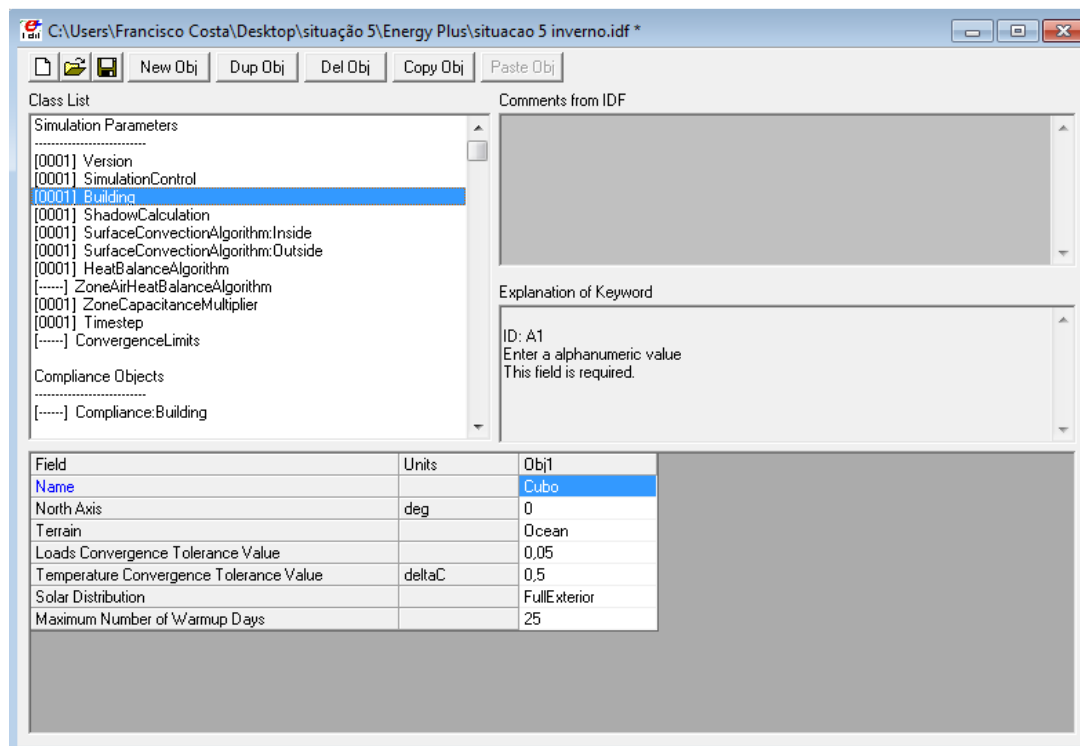 C:\Users\Francisco Costa\Desktop\situação 5\Energy Plus\situacao 5 inverno.idf *
New Obj Dup Obj Del Obj Copy Obj Paste Obj
Class List
Simulation Parameters
---------------------------
[0001] Version
[0001] SimulationControl
[0001] Building
[0001] ShadowCalculation
[0001] SurfaceConvectionAlgorithm:Inside
[0001] SurfaceConvectionAlgorithm:Outside
[0001] HeatBalanceAlgorithm
[------] ZoneAirHeatBalanceAlgorithm
[0001] ZoneCapacitanceMultiplier
[0001] Timestep
[------] ConvergenceLimits
Compliance Objects
---------------------------
[------] Compliance:Building
Comments from IDF
Explanation of Keyword
ID: A1
Enter a alphanumeric value
This field is required.
Field Units Obj1
Name Cubo
North Axis deg 0
Terrain Ocean
Loads Convergence Tolerance Value 0,05
Temperature Convergence Tolerance Value deltaC 0,5
Solar Distribution FullExterior
Maximum Number of Warmup Days 25